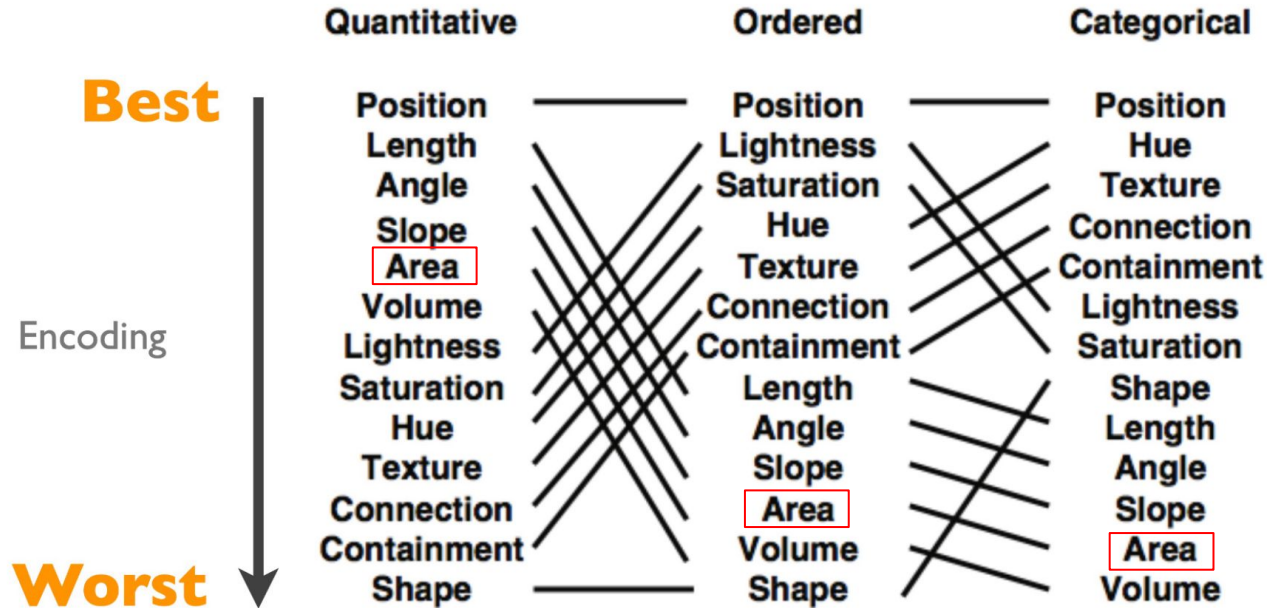 Quantitative Ordered Categorical
Best Position Position Position
Length Lightness Hue
Angle Saturation Texture
Slope Hue Connection
Area Texture Containment
Volume Connection Lightness
Encoding Lightness Containment Saturation
Saturation Length Shape
Hue Angle Length
Texture Slope Angle
Connection Area Slope
Containment Volume Area
Worst Shape Shape Volume